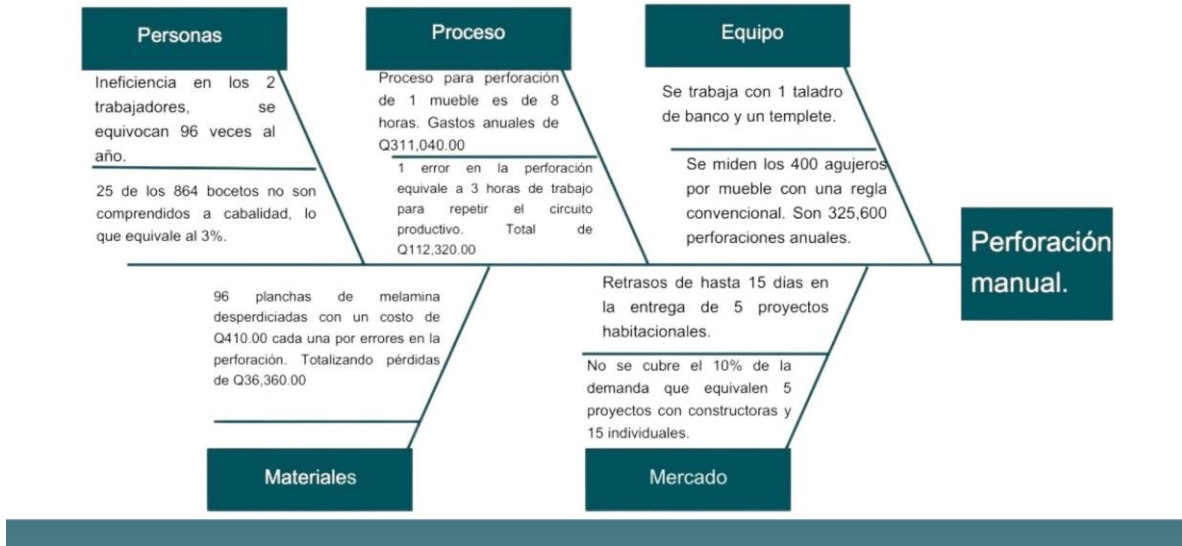 Personas
Ineficiencia en los 2
trabajadores, se
equivocan 96 veces al
año.
25 de los 864 bocetos no son
comprendidos a cabalidad, lo
que equivale al 3%.
Proceso
Proceso para perforación
de 1 mueble es de 8
horas. Gastos anuales de
Q311,040.00
1 error en la perforación
equivale a 3 horas de trabajo
para repetir el circuito
productivo. Total de
Q112,320.00
Equipo
Se trabaja con 1 taladro
de banco y un templete.
Se miden los 400 agujeros
por mueble con una regla
convencional. Son 325,600
perforaciones anuales.
Perforación
manual.
96 planchas de melamina
desperdiciadas con un costo de
Q410.00 cada una por errores en la
perforación. Totalizando pérdidas
de Q36,360.00
Materiales
Retrasos de hasta 15 días en
la entrega de 5 proyectos
habitacionales.
No se cubre el 10% de la
demanda que equivalen 5
proyectos con constructoras y
15 individuales.
Mercado